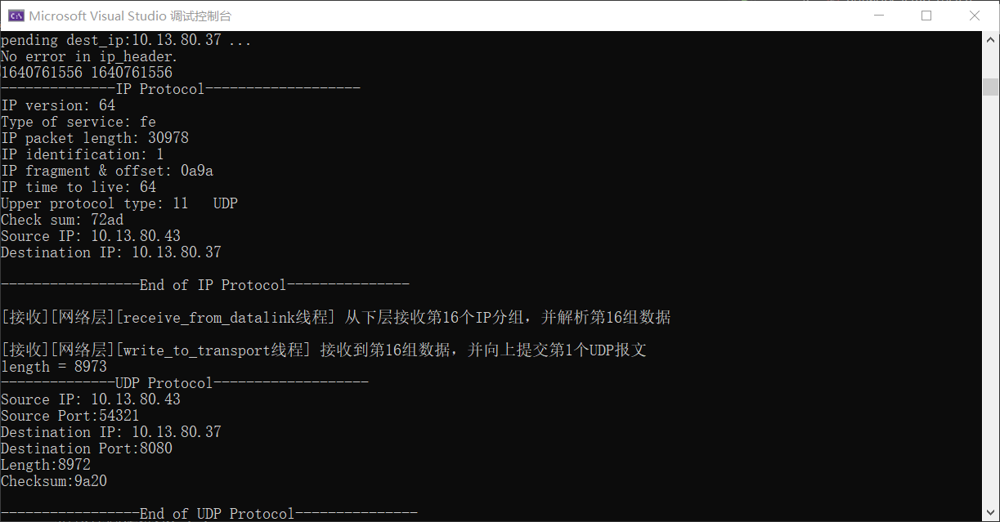 Microsoft Visual Studio 调试控制台
pending dest_ip:10.13.80.37 ...
No error in ip_header.
1640761556 1640761556
--------------IP Protocol-------------------
IP version: 64
Type of service: fe
IP packet length: 30978
IP identification: 1
IP fragment & offset: 0a9a
IP time to live: 64
Upper protocol type: 11   UDP
Check sum: 72ad
Source IP: 10.13.80.43
Destination IP: 10.13.80.37
-----------------End of IP Protocol---------------
[接收][网络层][receive_from_datalink线程] 从下层接收第16个IP分组，并解析第16组数据
[接收][网络层][write_to_transport线程] 接收到第16组数据，并向上提交第1个UDP报文
length = 8973
--------------UDP Protocol-------------------
Source IP: 10.13.80.43
Source Port:54321
Destination IP: 10.13.80.37
Destination Port:8080
Length:8972
Checksum:9a20
-----------------End of UDP Protocol---------------